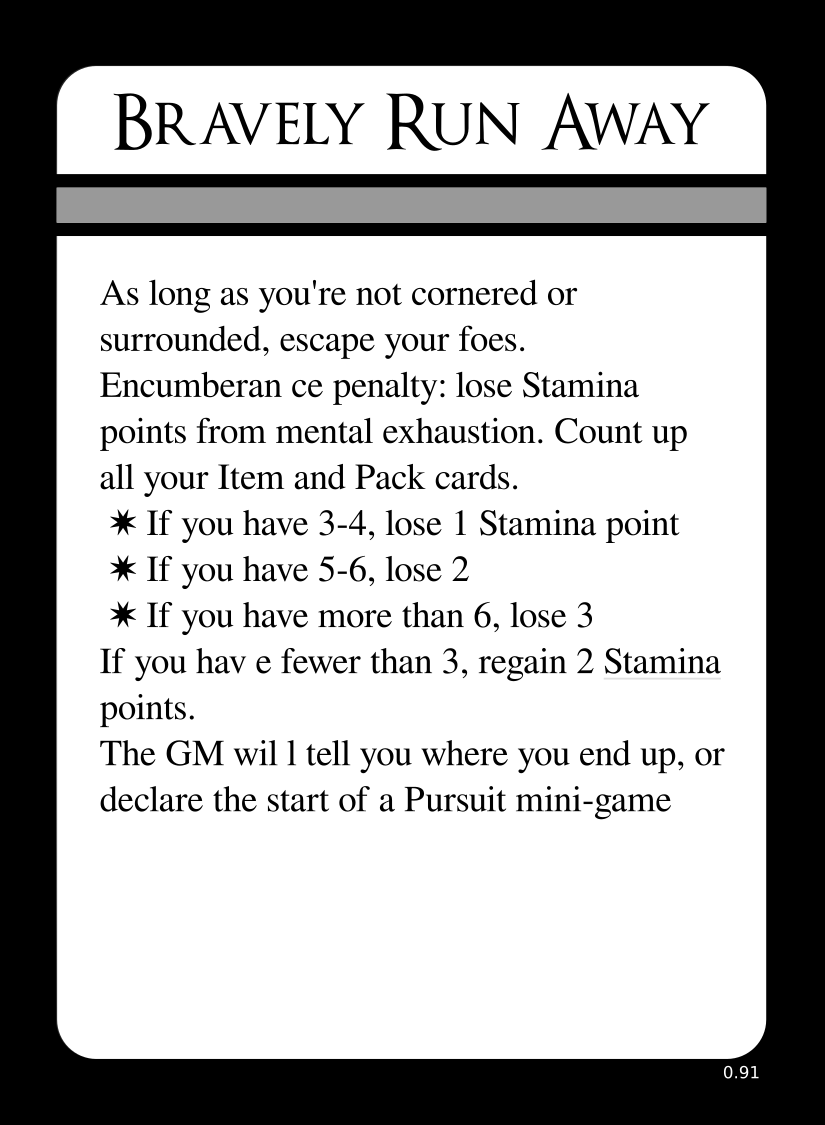 BRAVELY RUN AWAY
As long as you're not cornered or
surrounded, escape your foes.
Encumberan ce penalty: lose Stamina
points from mental exhaustion. Count up
all your Item and Pack cards.
✷ If you have 3-4, lose 1 Stamina point
✷ If you have 5-6, lose 2
✷ If you have more than 6, lose 3
If you hav e fewer than 3, regain 2 Stamina
points.
The GM wil l tell you where you end up, or
declare the start of a Pursuit mini-game
0.91